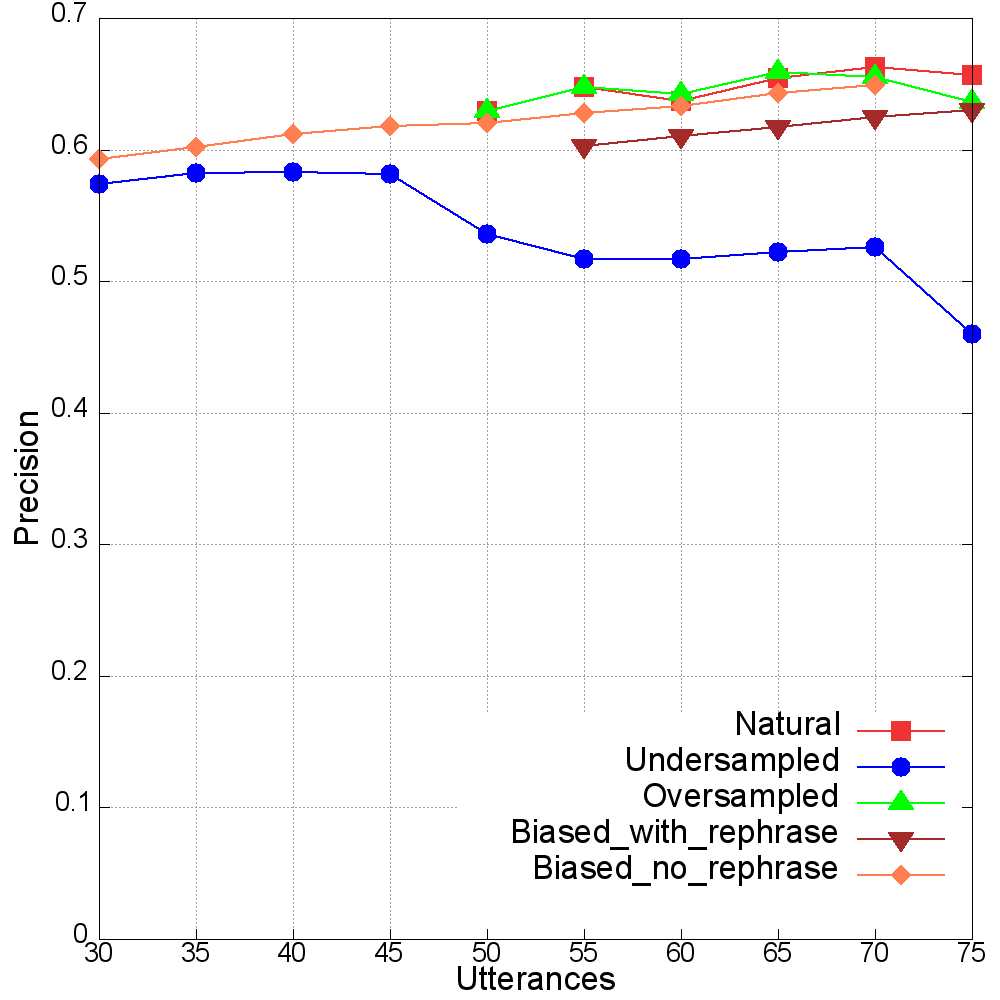 0.7
0.6
0.5
0.4
0.3
0.2
0.1
0
Precision
Natural
Undersampled
Oversampled
Biased_with_rephrase
Biased_no_rephrase
30 35 40 45 50 55 60 65 70 75
Utterances